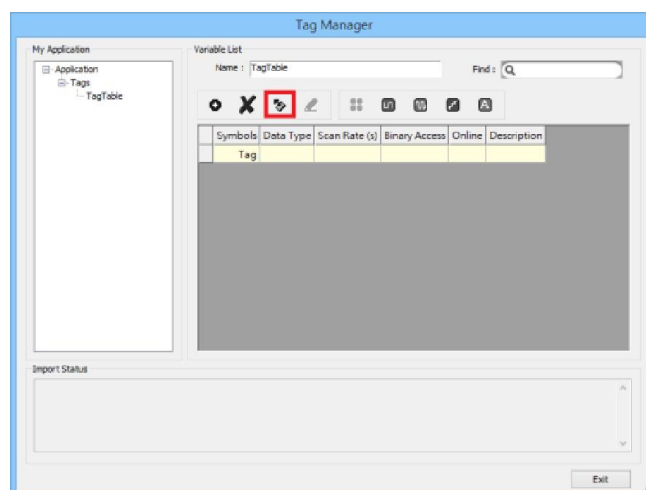 Tag Manager
My Application
Application
Tags
TagTable
Variable List
Name : TagTable
Find :
A
Symbols Data Type Scan Rate (s) Binary Access Online Description
Tag
Import Status
Exit